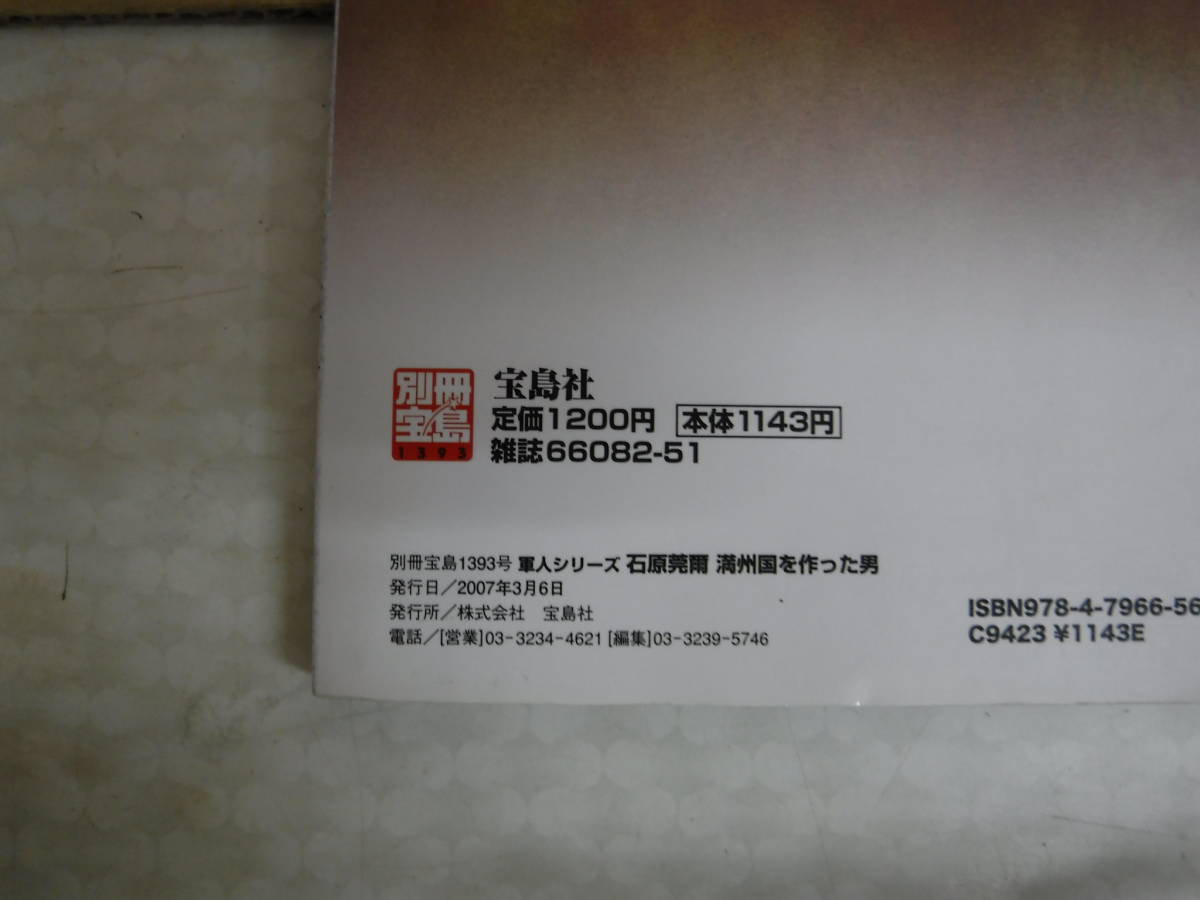 別冊
宝島
1393
宝島社
定価1200円 本体1143円
雑誌66082-51
別冊宝島1393号 軍人シリーズ 石原莞爾 満州国を作った男
発行日／2007年3月6日
発行所／株式会社 宝島社
電話／[営業]03-3234-4621 [編集]03-3239-5746
ISBN978-4-7966-56
C9423 ¥1143E